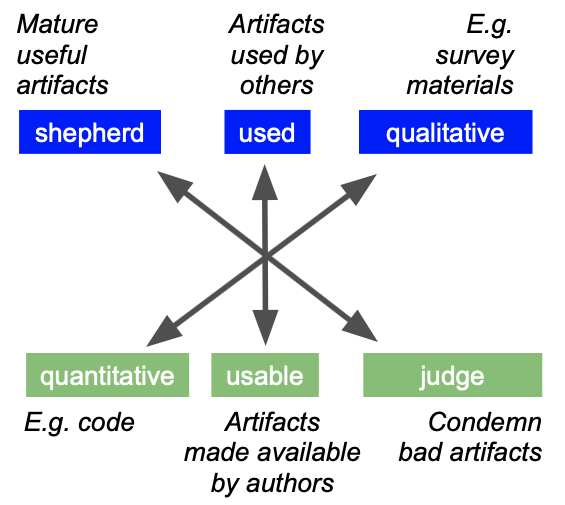 Mature
useful
artifacts
Artifacts
used by
others
E.g.
survey
materials
shepherd
used
qualitative
quantitative
usable
judge
E.g. code
Artifacts
made available
by authors
Condemn
bad artifacts